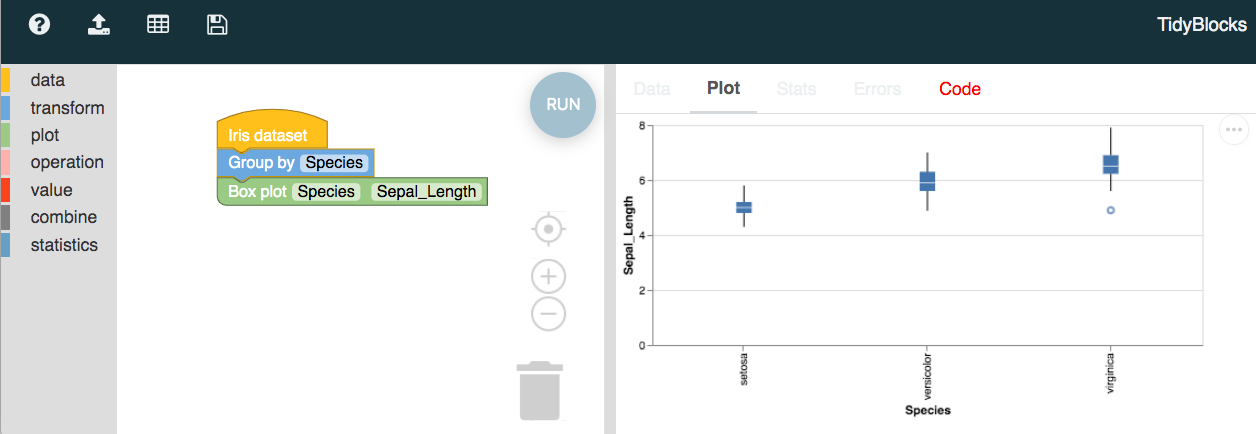 TidyBlocks
data
transform
plot
operation
value
combine
statistics
Iris dataset
Group by Species
Box plot Species Sepal_Length
RUN
Data Plot Stats Errors Code
8
6
4
2
0
Sepal_Length
setosa
versicolor
virginica
Species